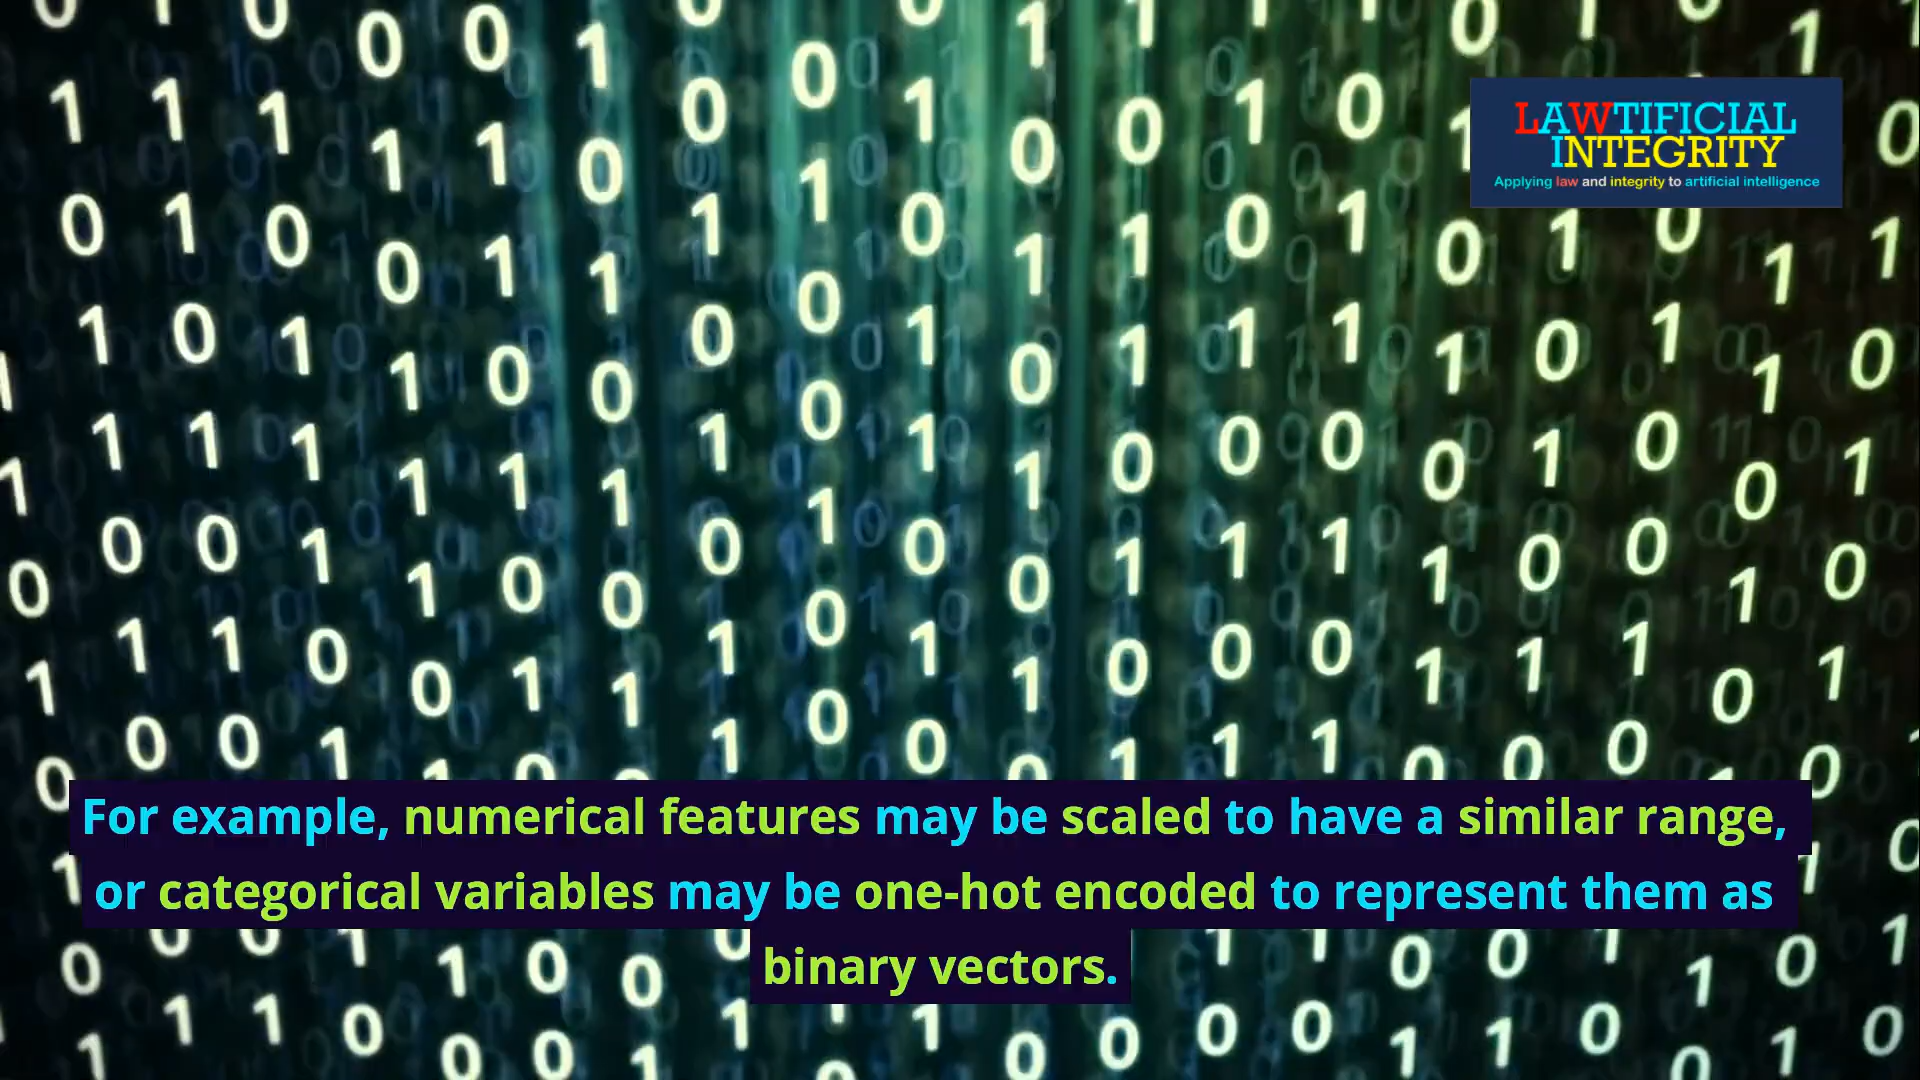 LAWTIFICIAL
INTEGRITY
Applying law and integrity to artificial intelligence
For example, numerical features may be scaled to have a similar range,
or categorical variables may be one-hot encoded to represent them as
binary vectors.